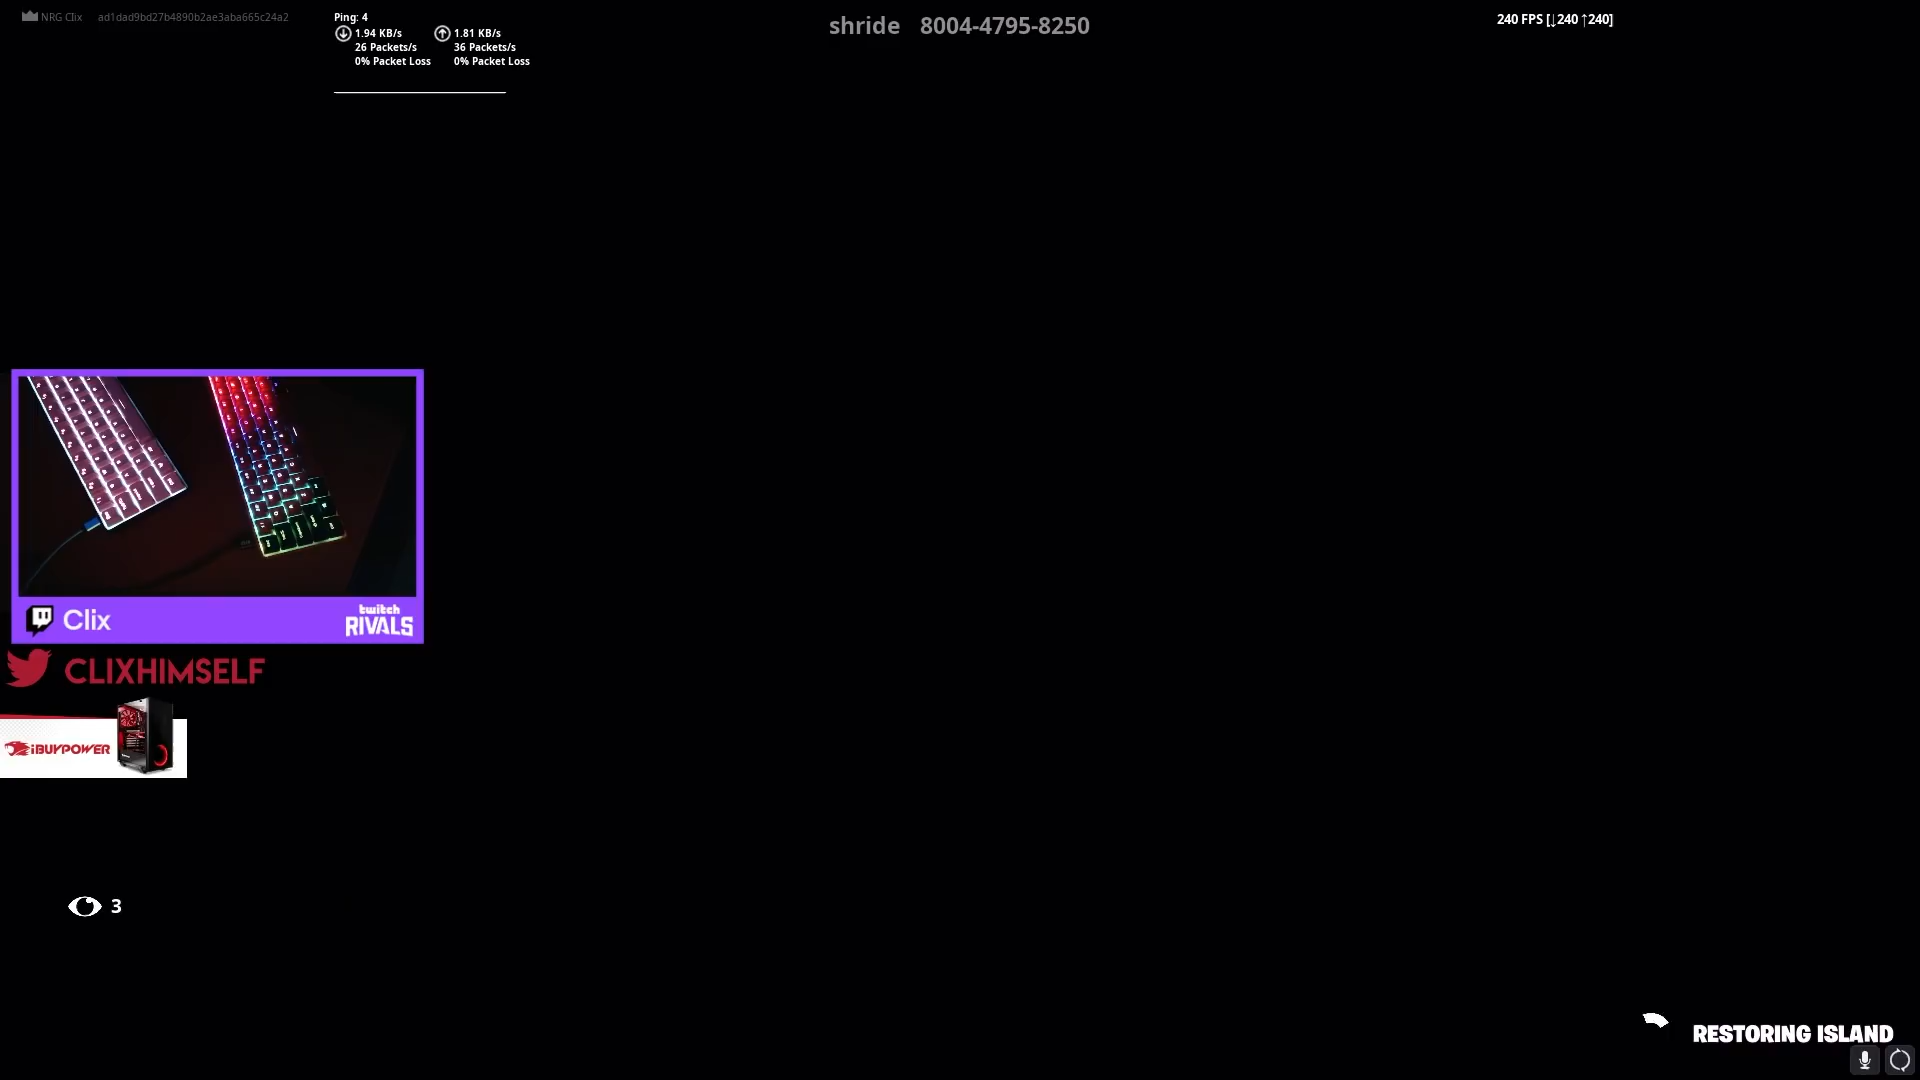 NRG Clix ad1dad9bd27b4890b2ae3aba665c24a2
Ping: 4
1.94 KB/s 1.81 KB/s
26 Packets/s 36 Packets/s
0% Packet Loss 0% Packet Loss
shride 8004-4795-8250
240 FPS [↓240 ↑240]
Clix
twitch
RIVALS
CLIXHIMSELF
iBUYPOWER
3
RESTORING ISLAND